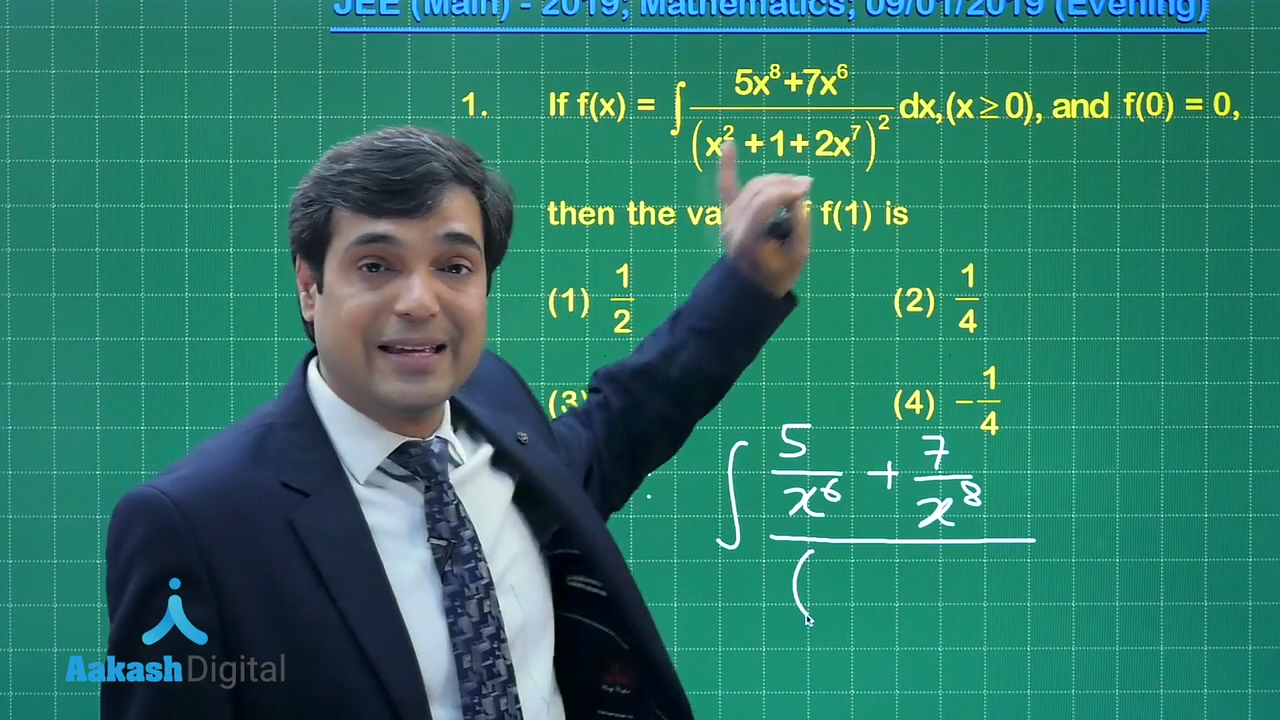 JEE (Main) - 2019; Mathematics; 09/01/2019 (Evening)
1. If f(x) = ∫ (5x⁸+7x⁶)/(x² + 1 + 2x⁷)² dx,(x ≥ 0), and f(0) = 0,
then the f(1) is
(1) 1/2 (2) 1/4
(3) (4) -1/4
∫ 5/x⁶ + 7/x⁸
(
Aakash Digital